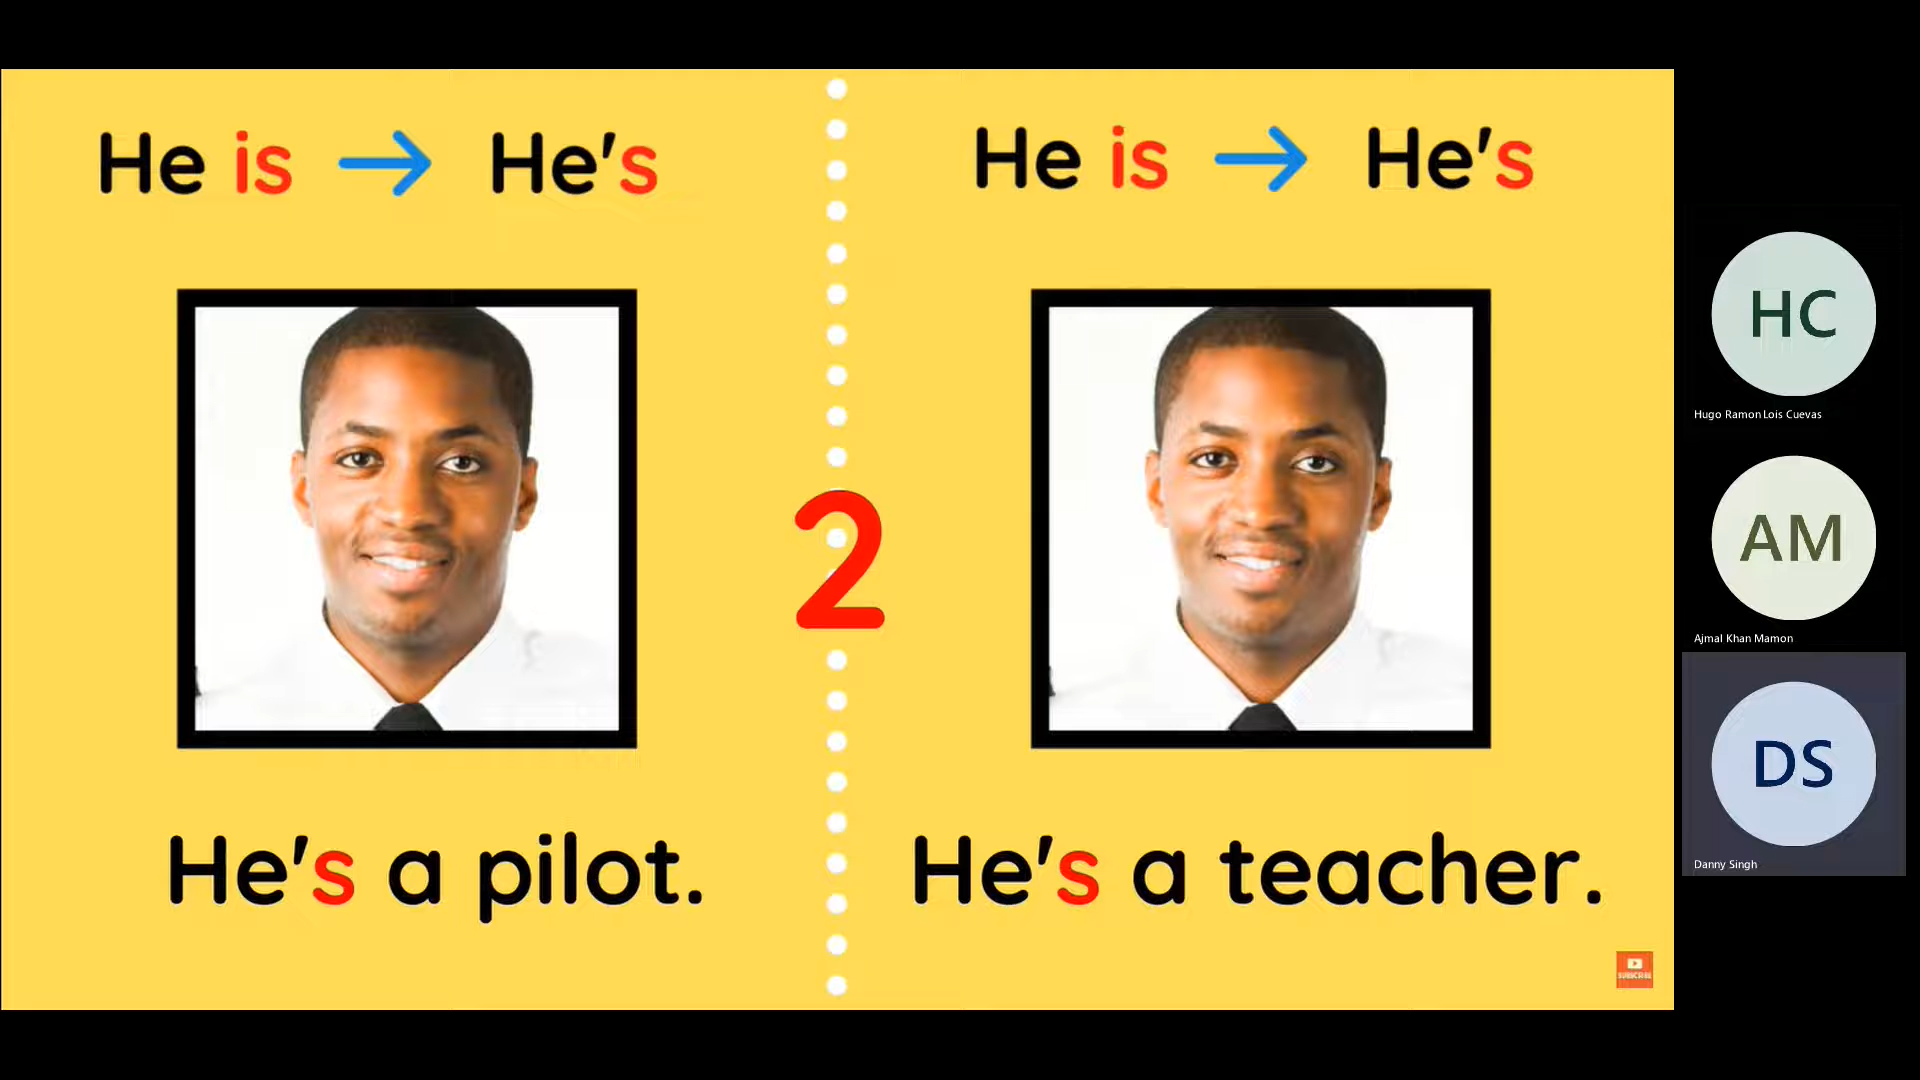 He is → He's
He is → He's
2
He's a pilot.
He's a teacher.
SUBSCRIBE
HC
Hugo Ramon Lois Cuevas
AM
Ajmal Khan Mamon
DS
Danny Singh